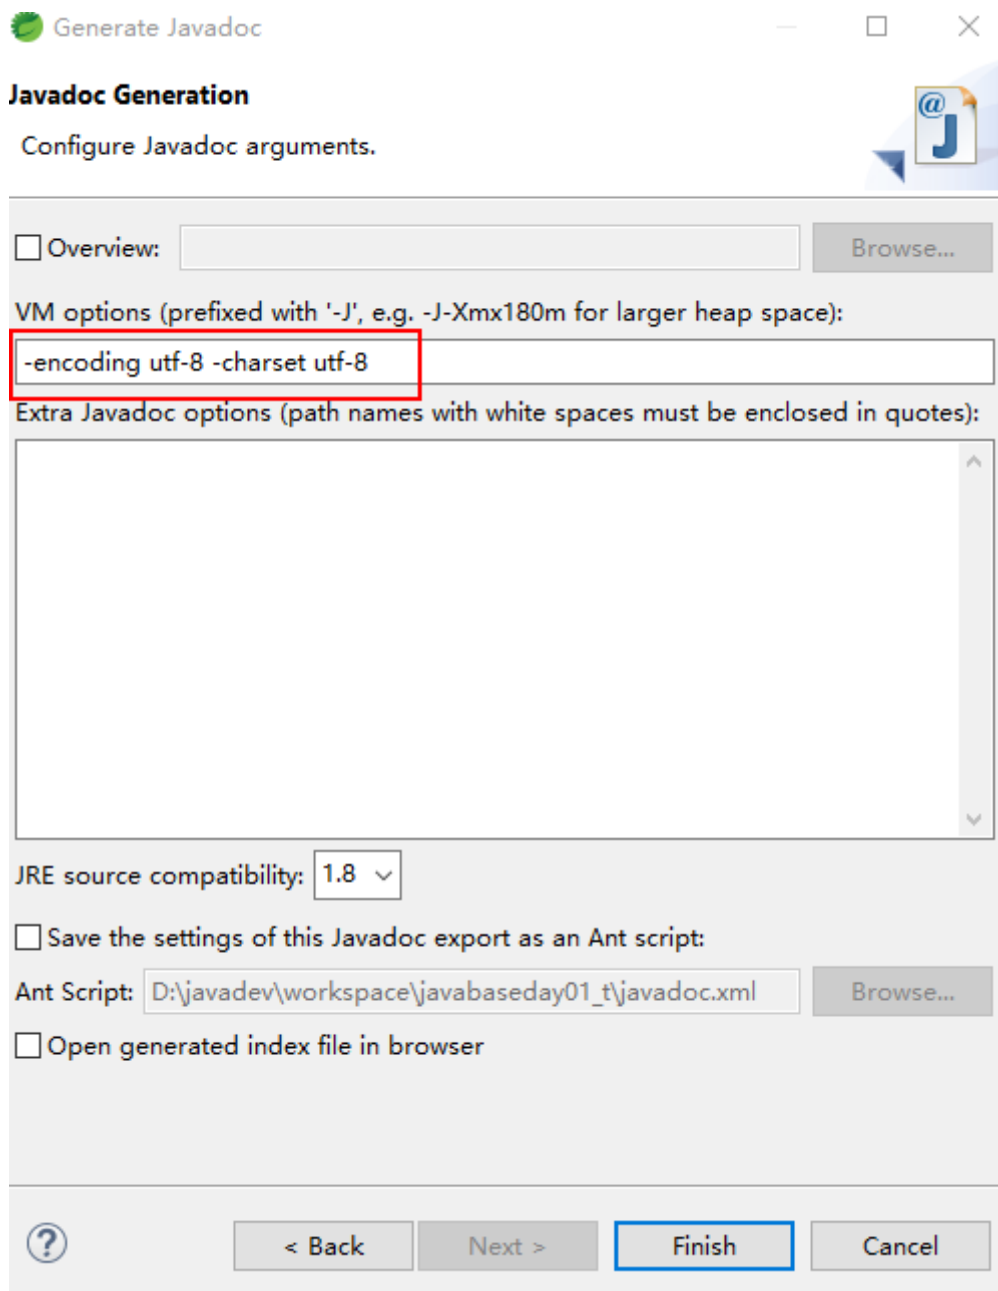 Generate Javadoc
Javadoc Generation
Configure Javadoc arguments.
@J
Overview:
Browse...
VM options (prefixed with '-J', e.g. -J-Xmx180m for larger heap space):
-encoding utf-8 -charset utf-8
Extra Javadoc options (path names with white spaces must be enclosed in quotes):
JRE source compatibility: 1.8
Save the settings of this Javadoc export as an Ant script:
Ant Script: D:\javadev\workspace\javabaseday01_t\javadoc.xml Browse...
Open generated index file in browser
? < Back Next > Finish Cancel